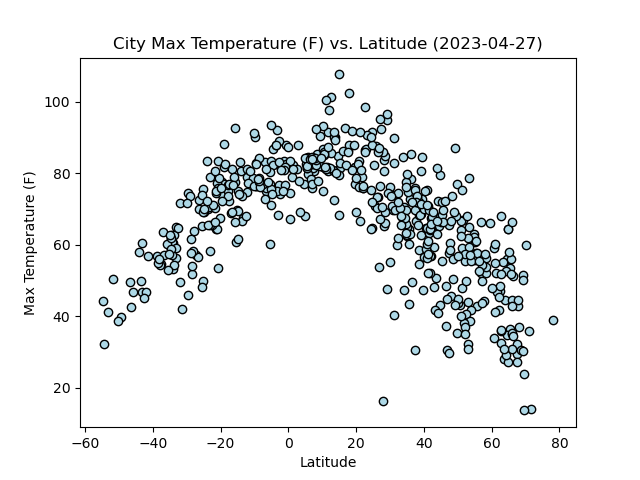 City Max Temperature (F) vs. Latitude (2023-04-27)
Max Temperature (F)
100
80
60
40
20
−60 −40 −20 0 20 40 60 80
Latitude